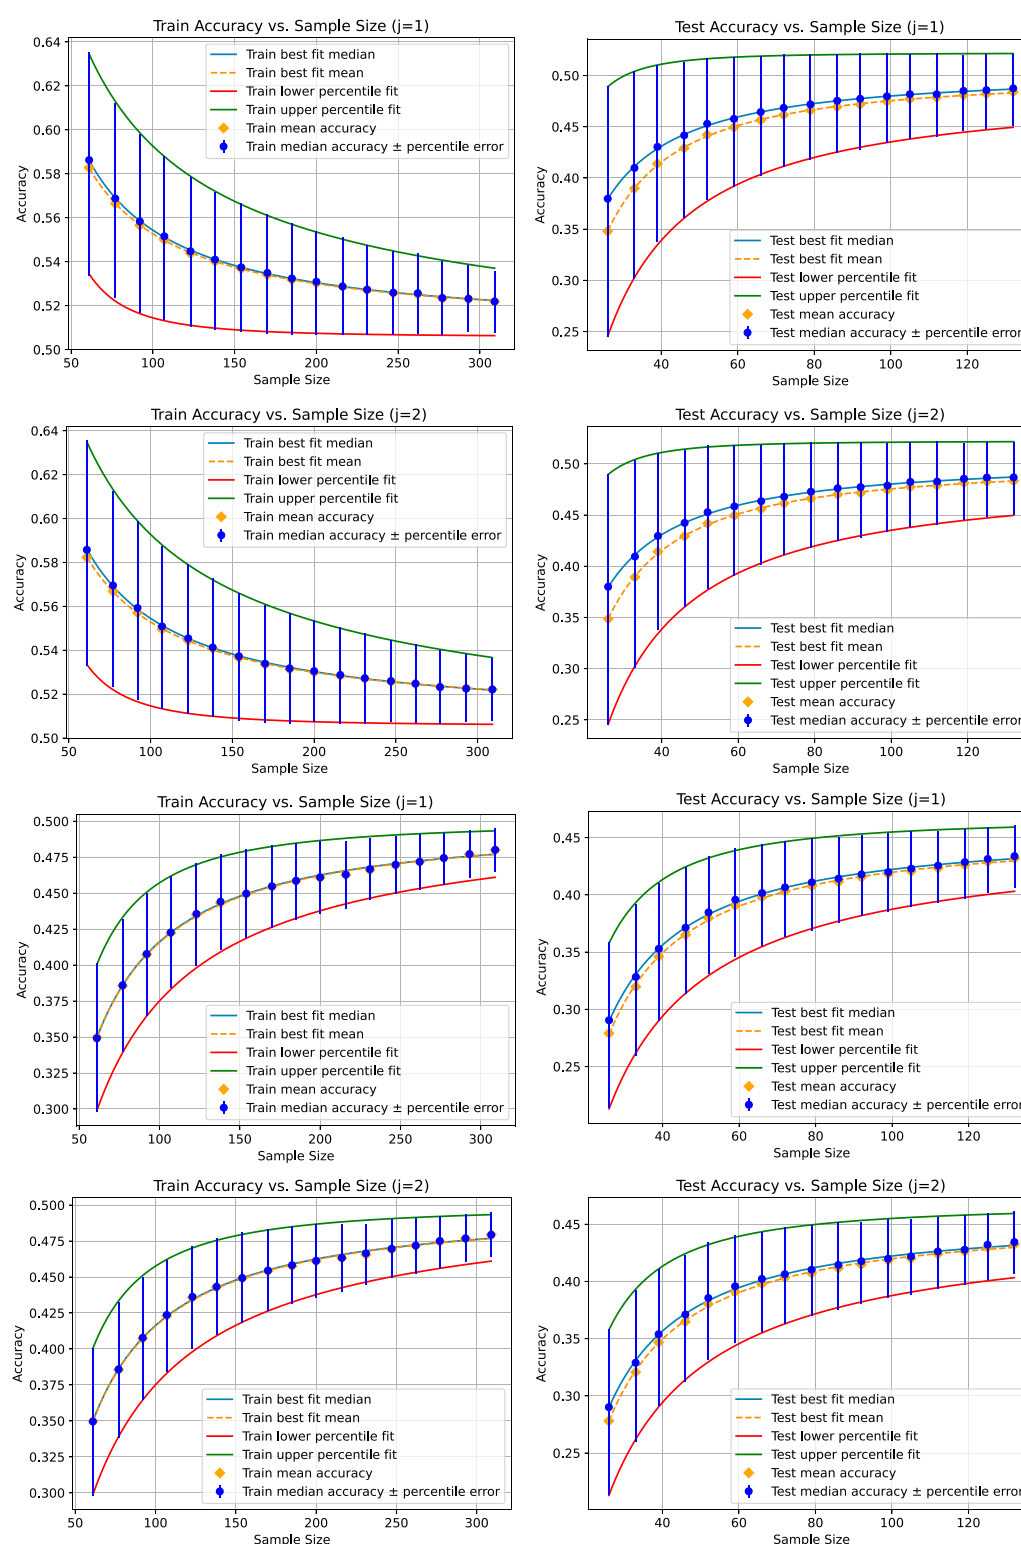 Train Accuracy vs. Sample Size (j=1)
Accuracy
0.64
0.62
0.60
0.58
0.56
0.54
0.52
0.50
Train best fit median
Train best fit mean
Train lower percentile fit
Train upper percentile fit
Train mean accuracy
Train median accuracy ± percentile error
50 100 150 200 250 300
Sample Size
Test Accuracy vs. Sample Size (j=1)
Accuracy
0.50
0.45
0.40
0.35
0.30
0.25
Test best fit median
Test best fit mean
Test lower percentile fit
Test upper percentile fit
Test mean accuracy
Test median accuracy ± percentile error
40 60 80 100 120
Sample Size
Train Accuracy vs. Sample Size (j=2)
Accuracy
0.64
0.62
0.60
0.58
0.56
0.54
0.52
0.50
Train best fit median
Train best fit mean
Train lower percentile fit
Train upper percentile fit
Train mean accuracy
Train median accuracy ± percentile error
50 100 150 200 250 300
Sample Size
Test Accuracy vs. Sample Size (j=2)
Accuracy
0.50
0.45
0.40
0.35
0.30
0.25
Test best fit median
Test best fit mean
Test lower percentile fit
Test upper percentile fit
Test mean accuracy
Test median accuracy ± percentile error
40 60 80 100 120
Sample Size
Train Accuracy vs. Sample Size (j=1)
Accuracy
0.500
0.475
0.450
0.425
0.400
0.375
0.350
0.325
0.300
Train best fit median
Train best fit mean
Train lower percentile fit
Train upper percentile fit
Train mean accuracy
Train median accuracy ± percentile error
50 100 150 200 250 300
Sample Size
Test Accuracy vs. Sample Size (j=1)
Accuracy
0.45
0.40
0.35
0.30
0.25
Test best fit median
Test best fit mean
Test lower percentile fit
Test upper percentile fit
Test mean accuracy
Test median accuracy ± percentile error
40 60 80 100 120
Sample Size
Train Accuracy vs. Sample Size (j=2)
Accuracy
0.500
0.475
0.450
0.425
0.400
0.375
0.350
0.325
0.300
Train best fit median
Train best fit mean
Train lower percentile fit
Train upper percentile fit
Train mean accuracy
Train median accuracy ± percentile error
50 100 150 200 250 300
Sample Size
Test Accuracy vs. Sample Size (j=2)
Accuracy
0.45
0.40
0.35
0.30
0.25
Test best fit median
Test best fit mean
Test lower percentile fit
Test upper percentile fit
Test mean accuracy
Test median accuracy ± percentile error
40 60 80 100 120
Sample Size